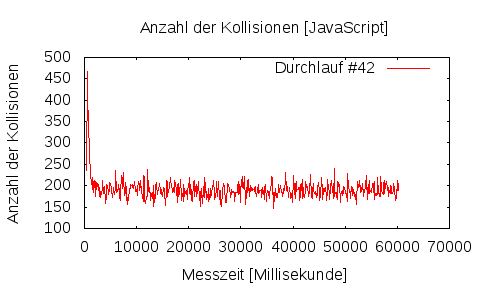 Anzahl der Kollisionen [JavaScript]
Durchlauf #42
Anzahl der Kollisionen
500
450
400
350
300
250
200
150
100
0 10000 20000 30000 40000 50000 60000 70000
Messzeit [Millisekunde]